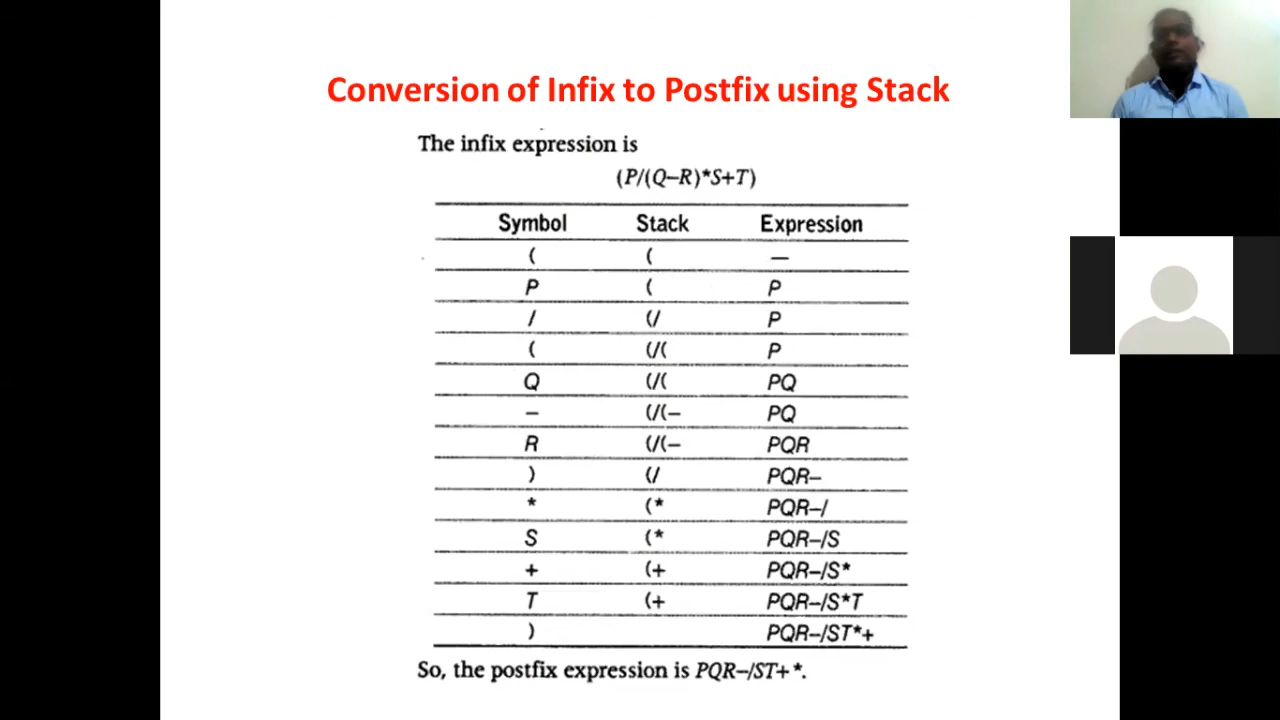 Conversion of Infix to Postfix using Stack
The infix expression is
(P/(Q–R)*S+T)
Symbol Stack Expression
( ( —
P ( P
/ (/ P
( (/( P
Q (/( PQ
– (/(– PQ
R (/(– PQR
) (/ PQR–
* (* PQR–/
S (* PQR–/S
+ (+ PQR–/S*
T (+ PQR–/S*T
) PQR–/ST*+
So, the postfix expression is PQR–/ST+*.